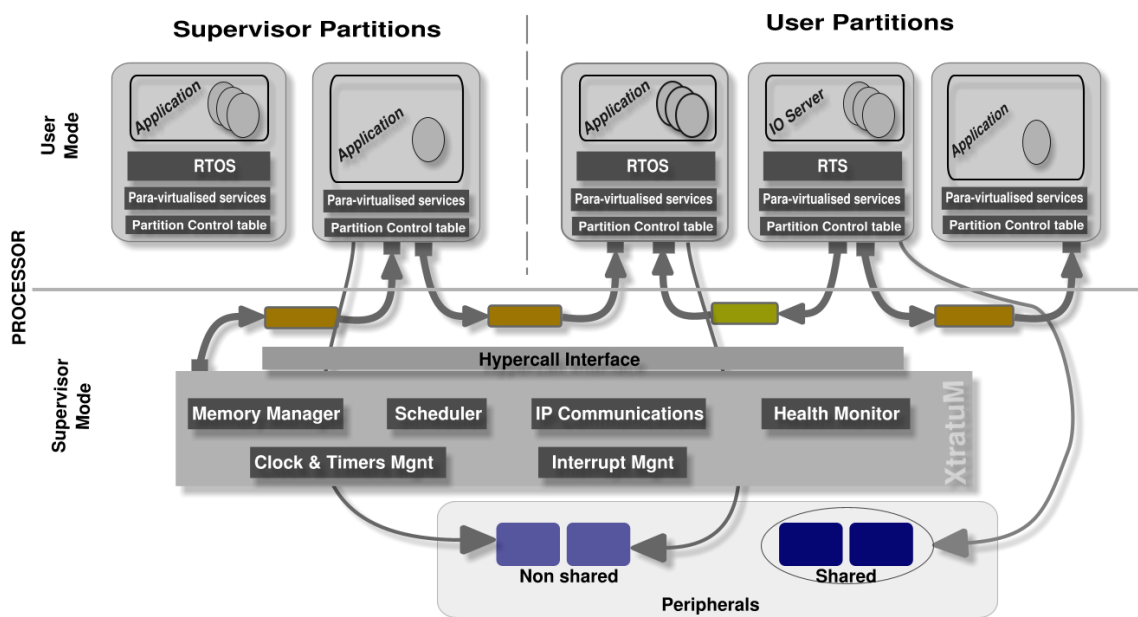 Supervisor Partitions
User Partitions
PROCESSOR
User
Mode
Application
RTOS
Para-virtualised services
Partition Control table
Application
Para-virtualised services
Partition Control table
Application
RTOS
Para-virtualised services
Partition Control table
IO Server
RTS
Para-virtualised services
Partition Control table
Application
Para-virtualised services
Partition Control table
Supervisor
Mode
Hypercall Interface
Memory Manager
Scheduler
IP Communications
Health Monitor
Clock & Timers Mgnt
Interrupt Mgnt
XtratuM
Non shared
Shared
Peripherals